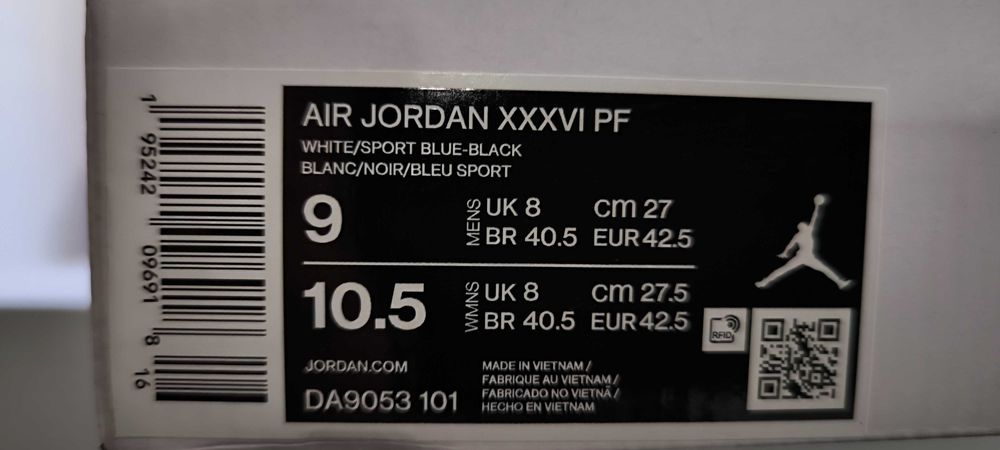 AIR JORDAN XXXVI PF
WHITE/SPORT BLUE-BLACK
BLANC/NOIR/BLEU SPORT
9
MENS
UK 8 cm 27
BR 40.5 EUR 42.5
10.5
WMNS
UK 8 cm 27.5
BR 40.5 EUR 42.5
RFID
JORDAN.COM
DA9053 101
MADE IN VIETNAM /
FABRIQUE AU VIETNAM /
FABRICADO NO VIETNÃ /
HECHO EN VIETNAM
1 95242 09691 8 16